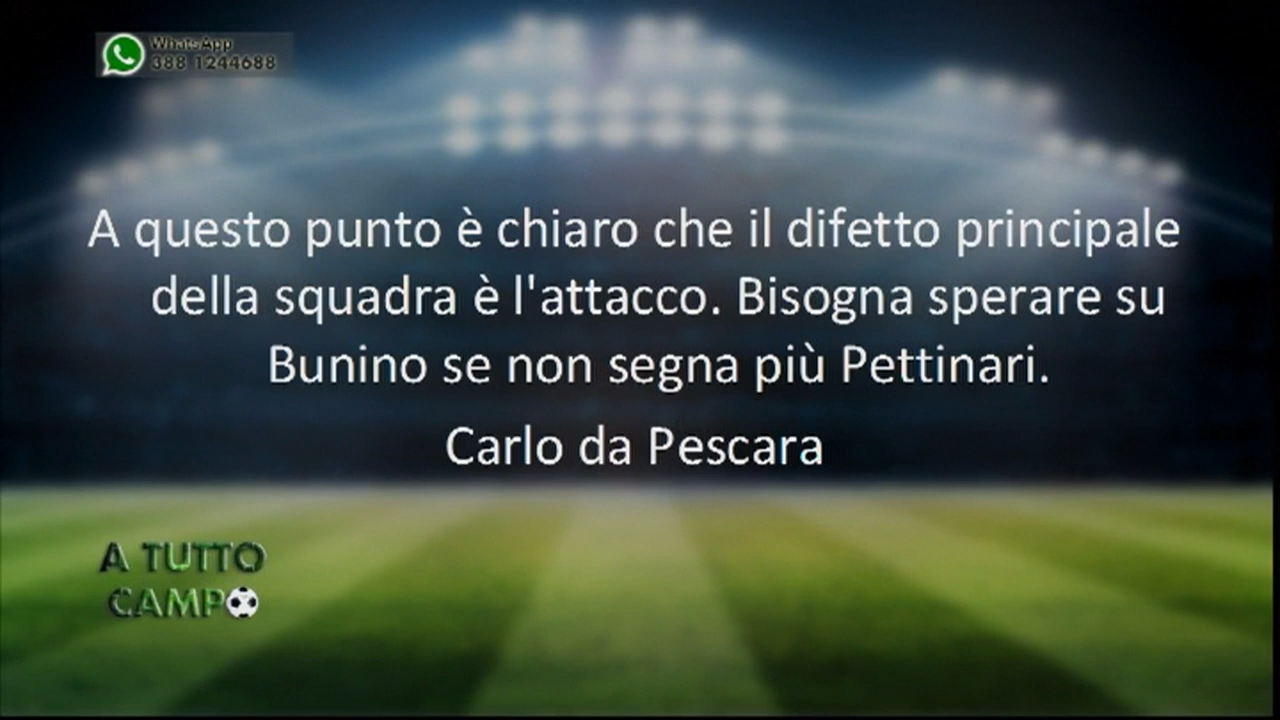 WhatsApp
388 1244688
A questo punto è chiaro che il difetto principale
della squadra è l'attacco. Bisogna sperare su
Bunino se non segna più Pettinari.
Carlo da Pescara
A TUTTO
CAMPO